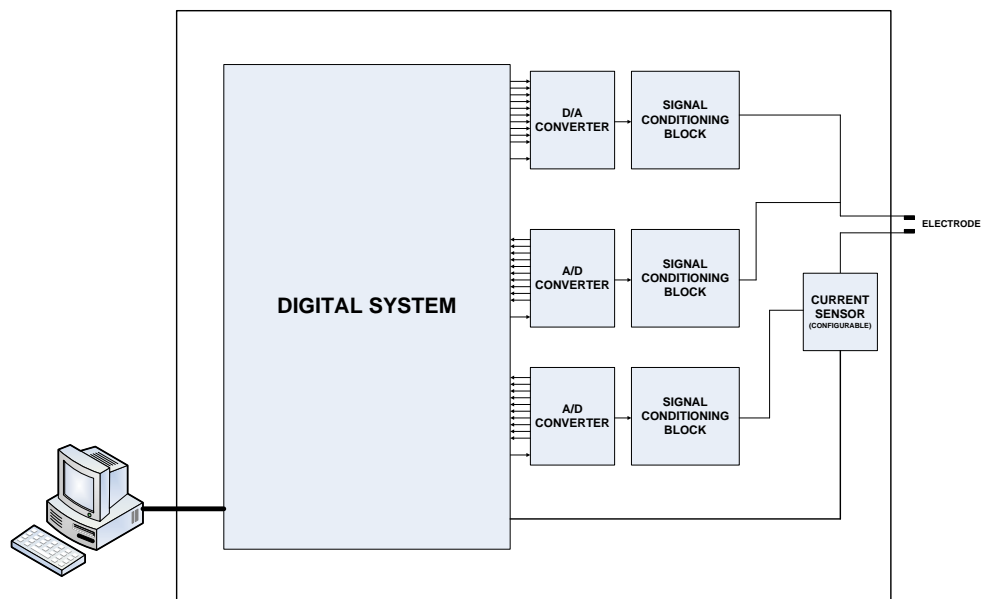 DIGITAL SYSTEM
D/A
CONVERTER
SIGNAL
CONDITIONING
BLOCK
A/D
CONVERTER
SIGNAL
CONDITIONING
BLOCK
A/D
CONVERTER
SIGNAL
CONDITIONING
BLOCK
ELECTRODE
CURRENT
SENSOR
(CONFIGURABLE)